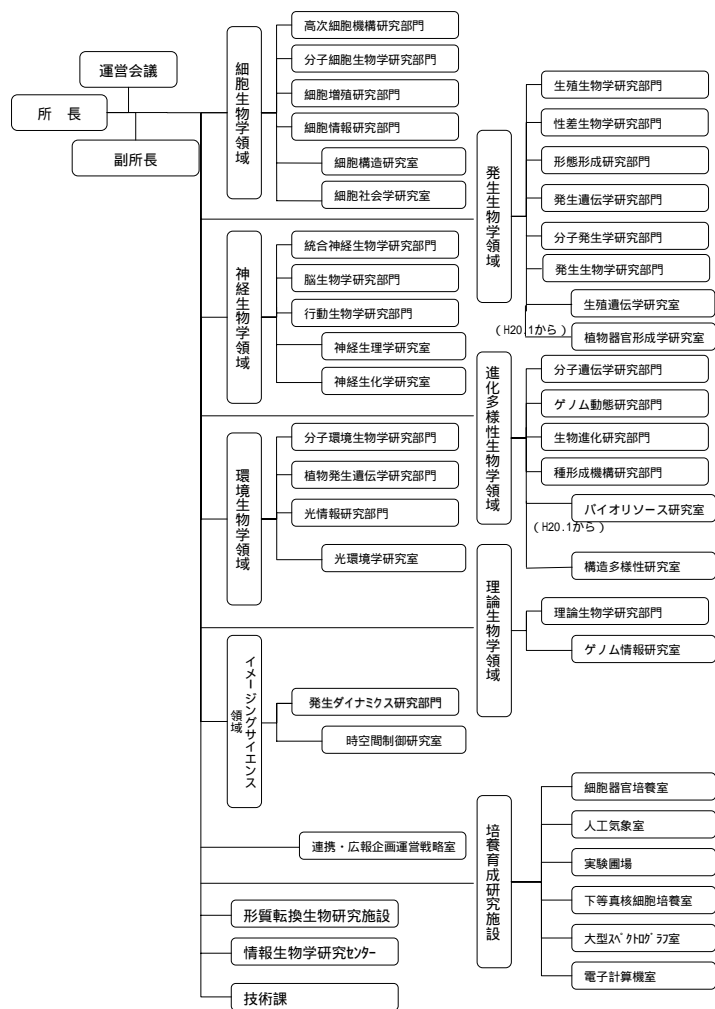 運営会議
所　長
副所長
細胞生物学領域
高次細胞機構研究部門
分子細胞生物学研究部門
細胞増殖研究部門
細胞情報研究部門
細胞構造研究室
細胞社会学研究室
発生生物学領域
生殖生物学研究部門
性差生物学研究部門
形態形成研究部門
発生遺伝学研究部門
分子発生学研究部門
発生生物学研究部門
生殖遺伝学研究室
（H20.1から）
植物器官形成学研究室
神経生物学領域
統合神経生物学研究部門
脳生物学研究部門
行動生物学研究部門
神経生理学研究室
神経生化学研究室
進化多様性生物学領域
分子遺伝学研究部門
ゲノム動態研究部門
生物進化研究部門
種形成機構研究部門
バイオリソース研究室
（H20.1から）
構造多様性研究室
環境生物学領域
分子環境生物学研究部門
植物発生遺伝学研究部門
光情報研究部門
光環境学研究室
理論生物学領域
理論生物学研究部門
ゲノム情報研究室
イメージングサイエンス
領域
発生ダイナミクス研究部門
時空間制御研究室
連携・広報企画運営戦略室
培養育成研究施設
細胞器官培養室
人工気象室
実験圃場
下等真核細胞培養室
大型ｽﾍﾟｸﾄﾛｸﾞﾗﾌ室
電子計算機室
形質転換生物研究施設
情報生物学研究ｾﾝﾀｰ
技術課